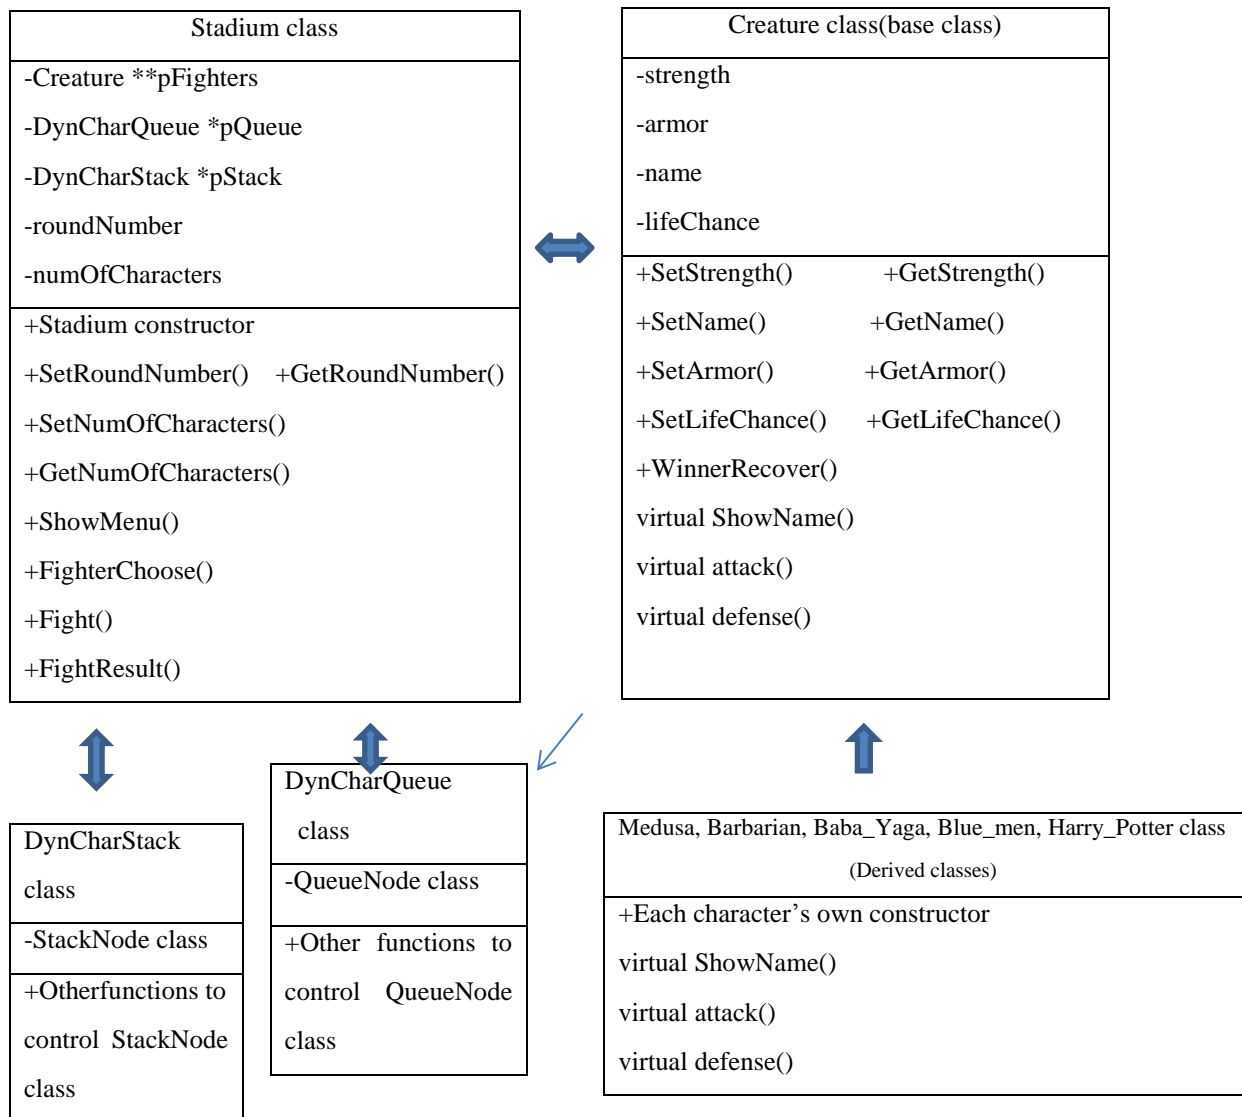 Stadium class
-Creature **pFighters
-DynCharQueue *pQueue
-DynCharStack *pStack
-roundNumber
-numOfCharacters
+Stadium constructor
+SetRoundNumber() +GetRoundNumber()
+SetNumOfCharacters()
+GetNumOfCharacters()
+ShowMenu()
+FighterChoose()
+Fight()
+FightResult()
Creature class(base class)
-strength
-armor
-name
-lifeChance
+SetStrength() +GetStrength()
+SetName() +GetName()
+SetArmor() +GetArmor()
+SetLifeChance() +GetLifeChance()
+WinnerRecover()
virtual ShowName()
virtual attack()
virtual defense()
DynCharStack
class
-StackNode class
+Otherfunctions to
control StackNode
class
DynCharQueue
class
-QueueNode class
+Other functions to
control QueueNode
class
Medusa, Barbarian, Baba_Yaga, Blue_men, Harry_Potter class
(Derived classes)
+Each character’s own constructor
virtual ShowName()
virtual attack()
virtual defense()